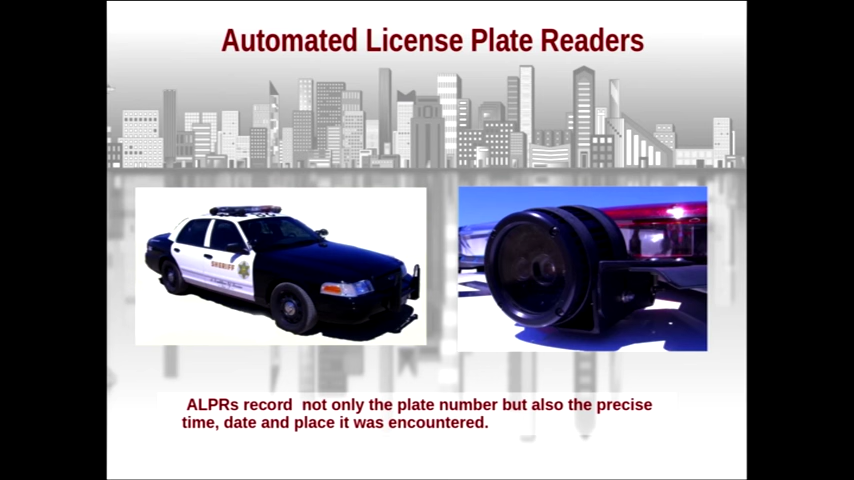 Automated License Plate Readers
SHERIFF
ALPRs record  not only the plate number but also the precise
time, date and place it was encountered.